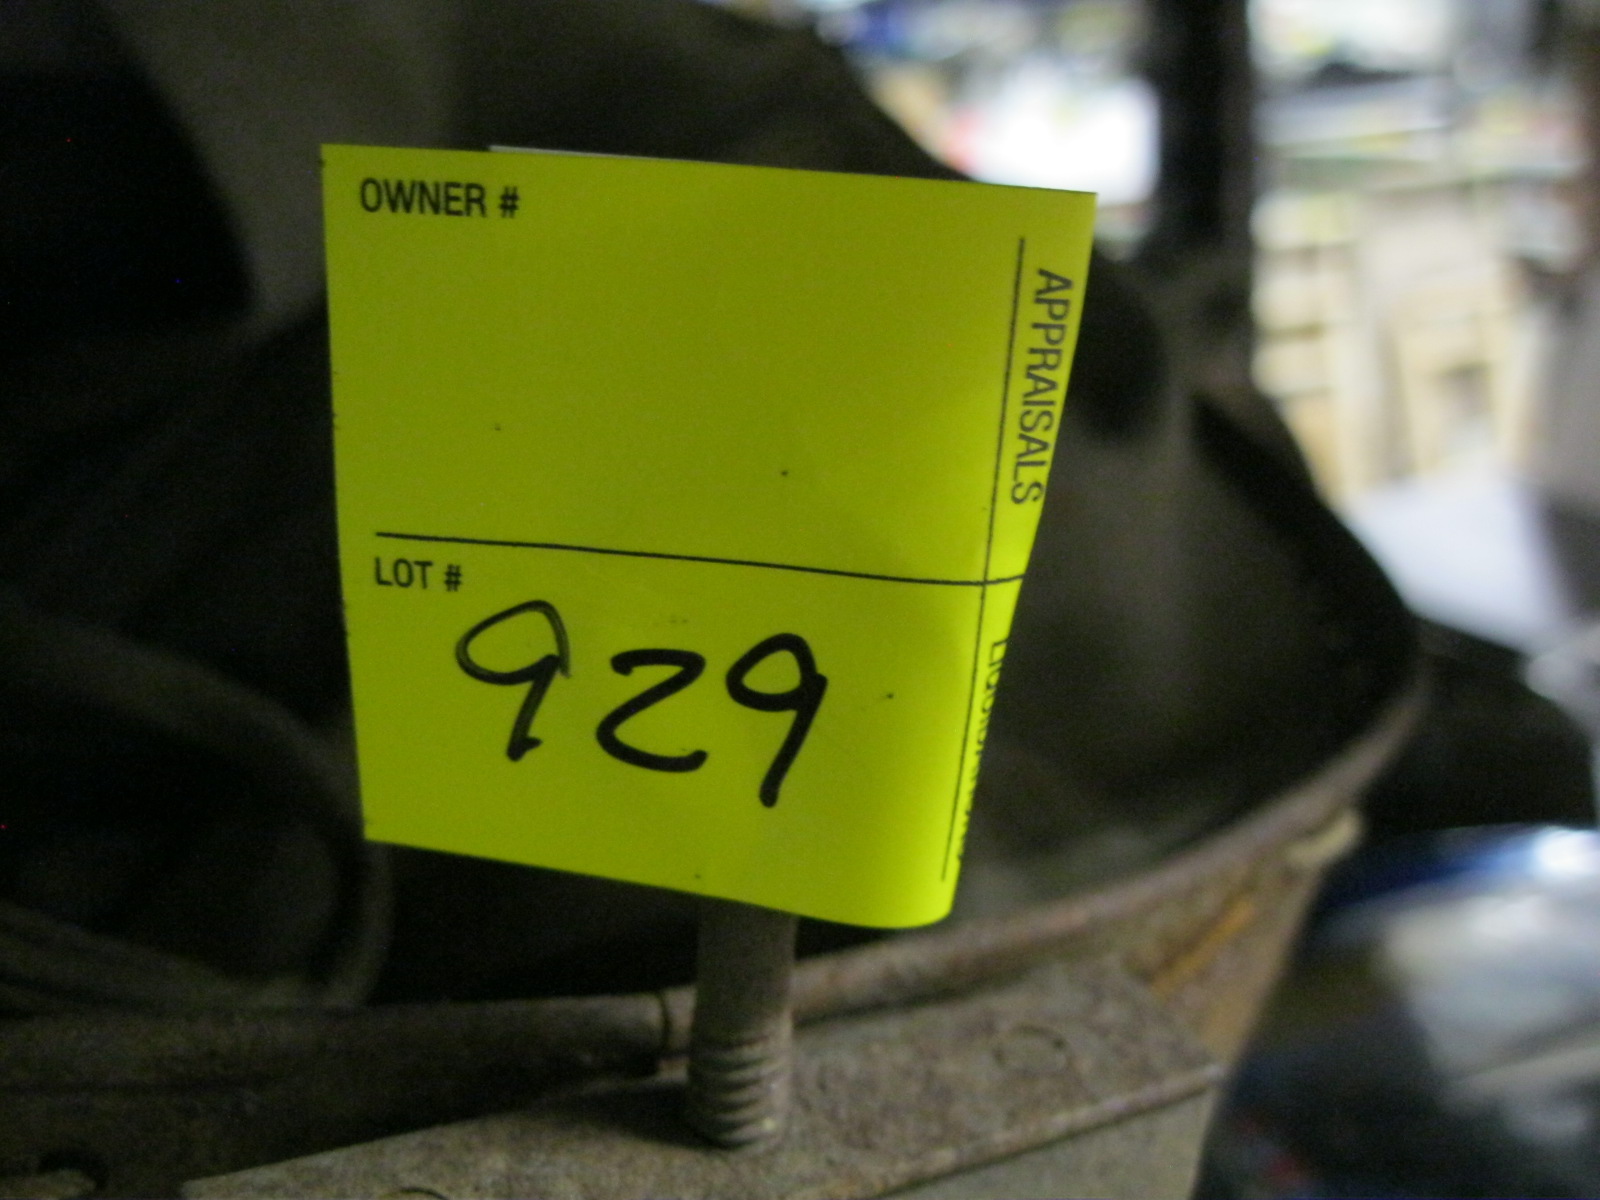 OWNER #
APPRAISALS
LOT #
929